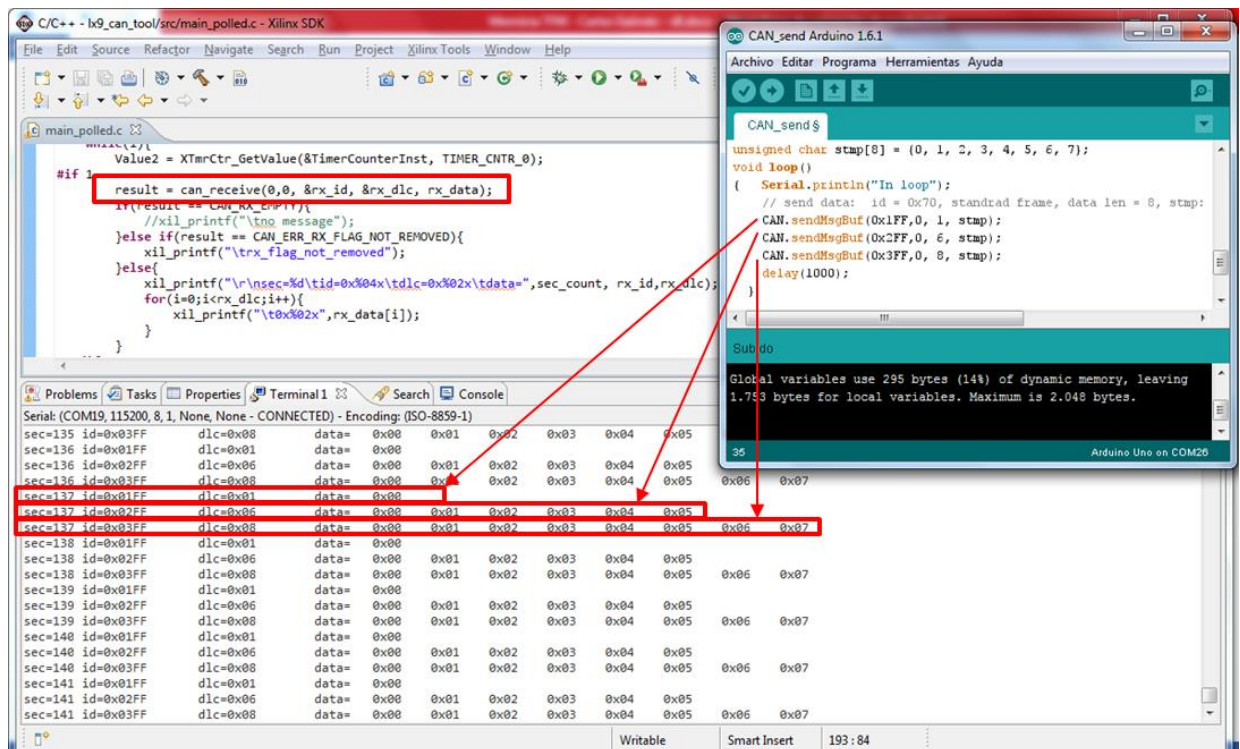 C/C++ - lx9_can_tool/src/main_polled.c - Xilinx SDK
File Edit Source Refactor Navigate Search Run Project Xilinx Tools Window Help
main_polled.c
while(1){
Value2 = XTmrCtr_GetValue(&TimerCounterInst, TIMER_CNTR_0);
#if 1
result = can_receive(0,0, &rx_id, &rx_dlc, rx_data);
if(result == CAN_RX_EMPTY){
//xil_printf("\tno message");
}else if(result == CAN_ERR_RX_FLAG_NOT_REMOVED){
xil_printf("\trx_flag_not_removed");
}else{
xil_printf("\r\nsec=%d\tid=0x%04x\tdlc=0x%02x\tdata=",sec_count, rx_id,rx_dlc);
for(i=0;i<rx_dlc;i++){
xil_printf("\t0x%02x",rx_data[i]);
}
}
CAN_send Arduino 1.6.1
Archivo Editar Programa Herramientas Ayuda
CAN_send §
unsigned char stmp[8] = {0, 1, 2, 3, 4, 5, 6, 7};
void loop()
{ Serial.println("In loop");
// send data: id = 0x70, standrad frame, data len = 8, stmp:
CAN.sendMsgBuf(0x1FF,0, 1, stmp);
CAN.sendMsgBuf(0x2FF,0, 6, stmp);
CAN.sendMsgBuf(0x3FF,0, 8, stmp);
delay(1000);
}
Subido
Global variables use 295 bytes (14%) of dynamic memory, leaving
1.753 bytes for local variables. Maximum is 2.048 bytes.
35 Arduino Uno on COM26
Problems Tasks Properties Terminal 1 Search Console
Serial: (COM19, 115200, 8, 1, None, None - CONNECTED) - Encoding: (ISO-8859-1)
sec=135 id=0x03FF dlc=0x08 data= 0x00 0x01 0x02 0x03 0x04 0x05
sec=136 id=0x01FF dlc=0x01 data= 0x00
sec=136 id=0x02FF dlc=0x06 data= 0x00 0x01 0x02 0x03 0x04 0x05
sec=136 id=0x03FF dlc=0x08 data= 0x00 0x01 0x02 0x03 0x04 0x05 0x06 0x07
sec=137 id=0x01FF dlc=0x01 data= 0x00
sec=137 id=0x02FF dlc=0x06 data= 0x00 0x01 0x02 0x03 0x04 0x05
sec=137 id=0x03FF dlc=0x08 data= 0x00 0x01 0x02 0x03 0x04 0x05 0x06 0x07
sec=138 id=0x01FF dlc=0x01 data= 0x00
sec=138 id=0x02FF dlc=0x06 data= 0x00 0x01 0x02 0x03 0x04 0x05
sec=138 id=0x03FF dlc=0x08 data= 0x00 0x01 0x02 0x03 0x04 0x05 0x06 0x07
sec=139 id=0x01FF dlc=0x01 data= 0x00
sec=139 id=0x02FF dlc=0x06 data= 0x00 0x01 0x02 0x03 0x04 0x05
sec=139 id=0x03FF dlc=0x08 data= 0x00 0x01 0x02 0x03 0x04 0x05 0x06 0x07
sec=140 id=0x01FF dlc=0x01 data= 0x00
sec=140 id=0x02FF dlc=0x06 data= 0x00 0x01 0x02 0x03 0x04 0x05
sec=140 id=0x03FF dlc=0x08 data= 0x00 0x01 0x02 0x03 0x04 0x05 0x06 0x07
sec=141 id=0x01FF dlc=0x01 data= 0x00
sec=141 id=0x02FF dlc=0x06 data= 0x00 0x01 0x02 0x03 0x04 0x05
sec=141 id=0x03FF dlc=0x08 data= 0x00 0x01 0x02 0x03 0x04 0x05 0x06 0x07
Writable Smart Insert 193 : 84